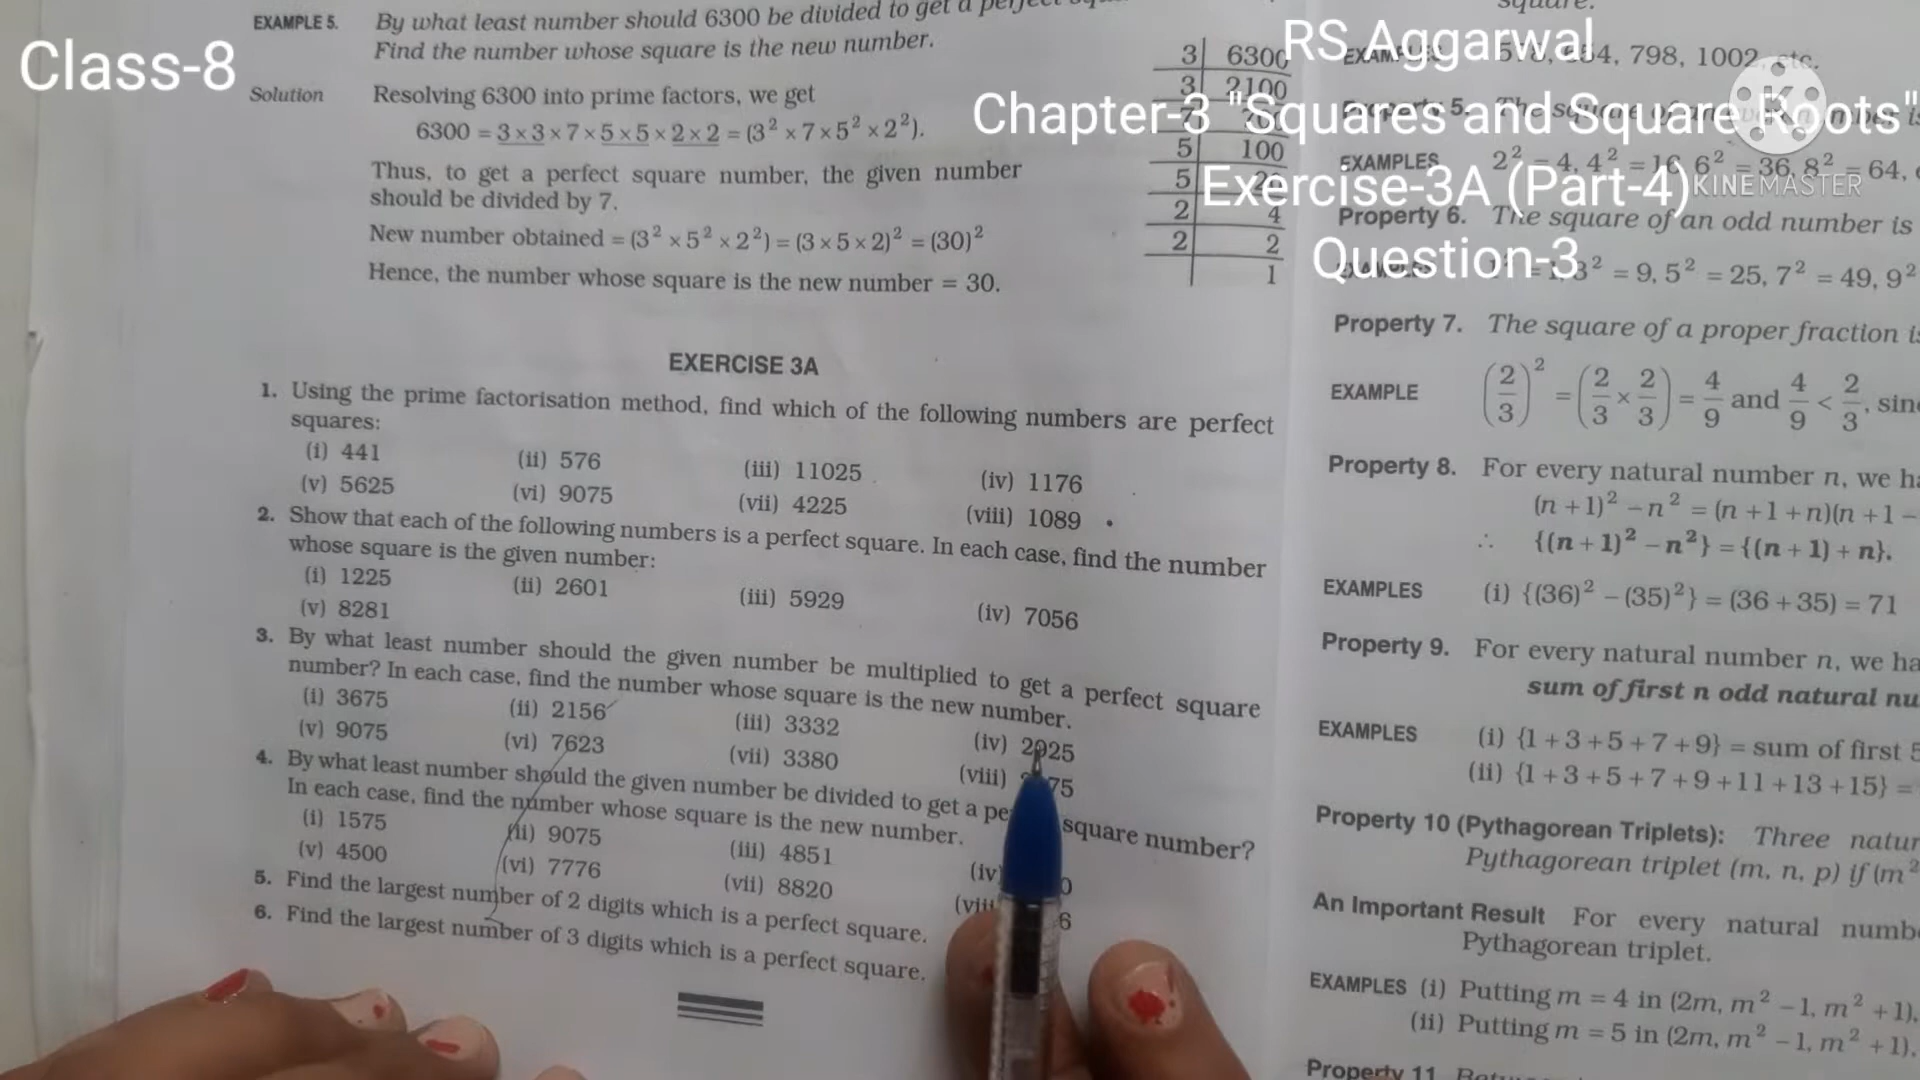 Class-8
RS Aggarwal
Chapter-3 "Squares and Square Roots"
Exercise-3A (Part-4)
Question-3
KINEMASTER
EXAMPLE 5. By what least number should 6300 be divided to get a
Find the number whose square is the new number.
Solution Resolving 6300 into prime factors, we get
6300 = 3 × 3 × 7 × 5 × 5 × 2 × 2 = (3² × 7 × 5² × 2²).
Thus, to get a perfect square number, the given number
should be divided by 7.
New number obtained = (3² × 5² × 2²) = (3 × 5 × 2)² = (30)²
Hence, the number whose square is the new number = 30.
3 6300
3 2100
5 100
5
2 4
2 2
1
EXERCISE 3A
1. Using the prime factorisation method, find which of the following numbers are perfect
squares:
(i) 441 (ii) 576 (iii) 11025 (iv) 1176
(v) 5625 (vi) 9075 (vii) 4225 (viii) 1089
2. Show that each of the following numbers is a perfect square. In each case, find the number
whose square is the given number:
(i) 1225 (ii) 2601 (iii) 5929 (iv) 7056
(v) 8281
3. By what least number should the given number be multiplied to get a perfect square
number? In each case, find the number whose square is the new number.
(i) 3675 (ii) 2156 (iii) 3332 (iv) 2925
(v) 9075 (vi) 7623 (vii) 3380 (viii) 75
4. By what least number should the given number be divided to get a square number?
In each case, find the number whose square is the new number.
(i) 1575 (ii) 9075 (iii) 4851 (iv)
(v) 4500 (vi) 7776 (vii) 8820
5. Find the largest number of 2 digits which is a perfect square.
6. Find the largest number of 3 digits which is a perfect square.
square.
798, 1002, etc.
Property 5. The square of
EXAMPLES 2² = 4, 4² = 16, 6² = 36, 8² = 64,
Property 6. The square of an odd number is
3² = 9, 5² = 25, 7² = 49, 9²
Property 7. The square of a proper fraction
EXAMPLE (2/3)² = (2/3 × 2/3) = 4/9 and 4/9 < 2/3,
Property 8. For every natural number n, we
(n + 1)² − n² = (n + 1 + n)(n + 1 −
∴ {(n + 1)² − n²} = {(n + 1) + n}.
EXAMPLES (i) {(36)² − (35)²} = (36 + 35) = 71
Property 9. For every natural number n, we
sum of first n odd natural
EXAMPLES (i) {1 + 3 + 5 + 7 + 9} = sum of first 5
(ii) {1 + 3 + 5 + 7 + 9 + 11 + 13 + 15} =
Property 10 (Pythagorean Triplets): Three
Pythagorean triplet (m, n, p) if (m²
An Important Result For every natural
Pythagorean triplet.
EXAMPLES (i) Putting m = 4 in (2m, m² − 1, m² + 1),
(ii) Putting m = 5 in (2m, m² − 1, m² + 1),
Property 11